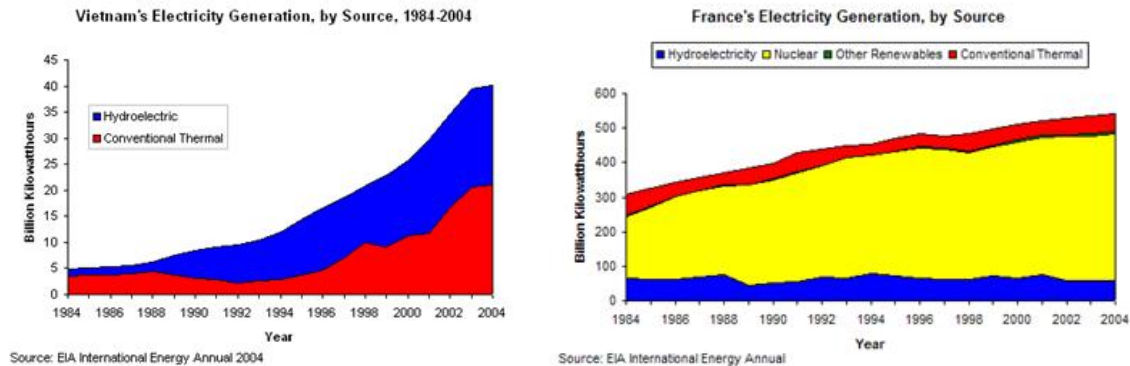 Vietnam's Electricity Generation, by Source, 1984-2004
45
40
35
30
25
20
15
10
5
0
Billion Kilowatthours
Hydroelectric
Conventional Thermal
1984 1986 1988 1990 1992 1994 1996 1998 2000 2002 2004
Year
Source: EIA International Energy Annual 2004
France's Electricity Generation, by Source
Hydroelectricity Nuclear Other Renewables Conventional Thermal
600
500
400
300
200
100
0
Billion Kilowatthours
1984 1986 1988 1990 1992 1994 1996 1998 2000 2002 2004
Year
Source: EIA International Energy Annual